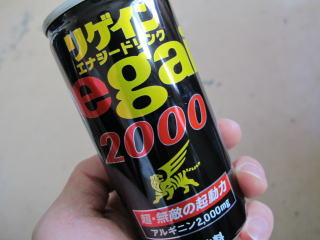 リゲイン
エナジードリンク
ega
2000
超・無敵の起動力
アルギニン2,000mg
料